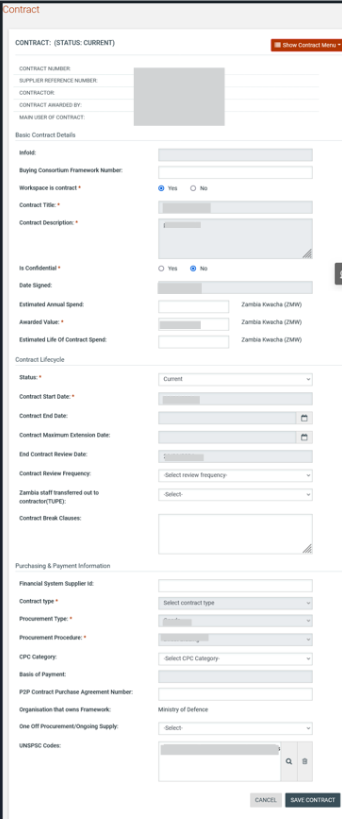 Contract
CONTRACT: (STATUS: CURRENT)
Show Contract Menu
CONTRACT NUMBER:
SUPPLIER REFERENCE NUMBER:
CONTRACTOR:
CONTRACT AWARDED BY:
MAIN USER OF CONTRACT:
Basic Contract Details
InfoId:
Buying Consortium Framework Number:
Workspace is contract * Yes No
Contract Title: *
Contract Description: *
Is Confidential * Yes No
Date Signed:
Estimated Annual Spend: Zambia Kwacha (ZMW)
Awarded Value: * Zambia Kwacha (ZMW)
Estimated Life Of Contract Spend: Zambia Kwacha (ZMW)
Contract Lifecycle
Status: * Current
Contract Start Date: *
Contract End Date:
Contract Maximum Extension Date:
End Contract Review Date:
Contract Review Frequency: -Select review frequency-
Zambia staff transferred out to
contractor(TUPE): -Select-
Contract Break Clauses:
Purchasing & Payment Information
Financial System Supplier Id:
Contract type * Select contract type
Procurement Type: *
Procurement Procedure: *
CPC Category: -Select CPC Category-
Basis of Payment:
P2P Contract Purchase Agreement Number:
Organisation that owns Framework: Ministry of Defence
One Off Procurement/Ongoing Supply: -Select-
UNSPSC Codes:
CANCEL SAVE CONTRACT